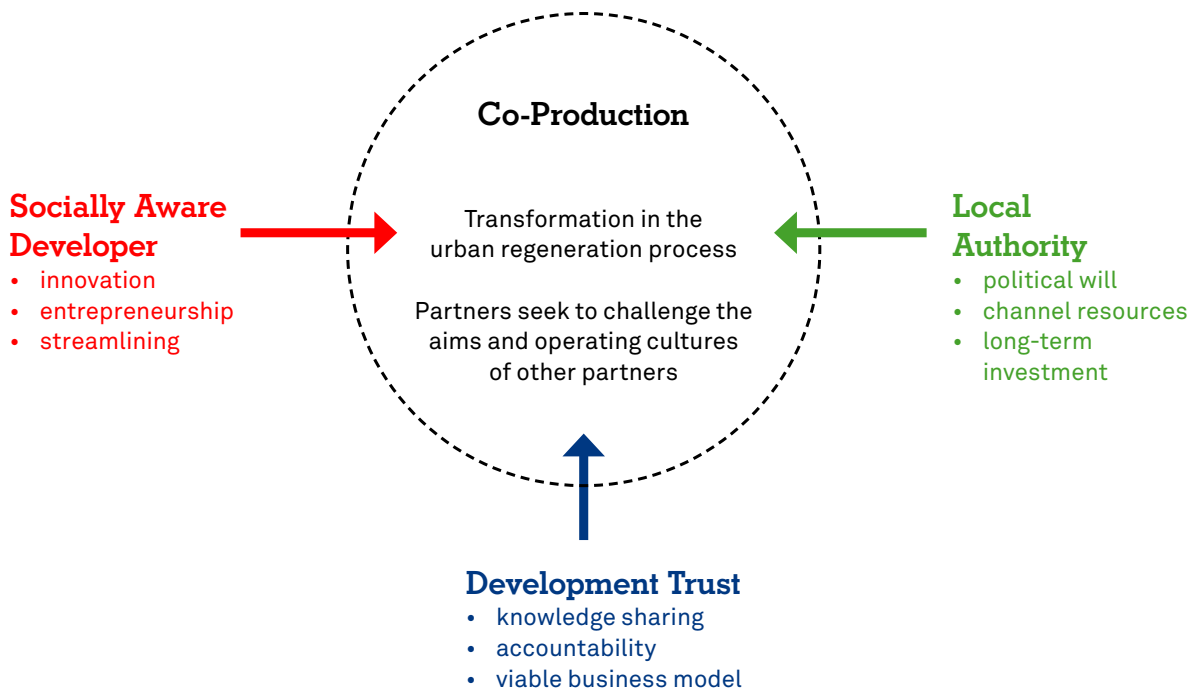 Co-Production
Transformation in the
urban regeneration process
Partners seek to challenge the
aims and operating cultures
of other partners
Socially Aware
Developer
• innovation
• entrepreneurship
• streamlining
Local
Authority
• political will
• channel resources
• long-term
investment
Development Trust
• knowledge sharing
• accountability
• viable business model